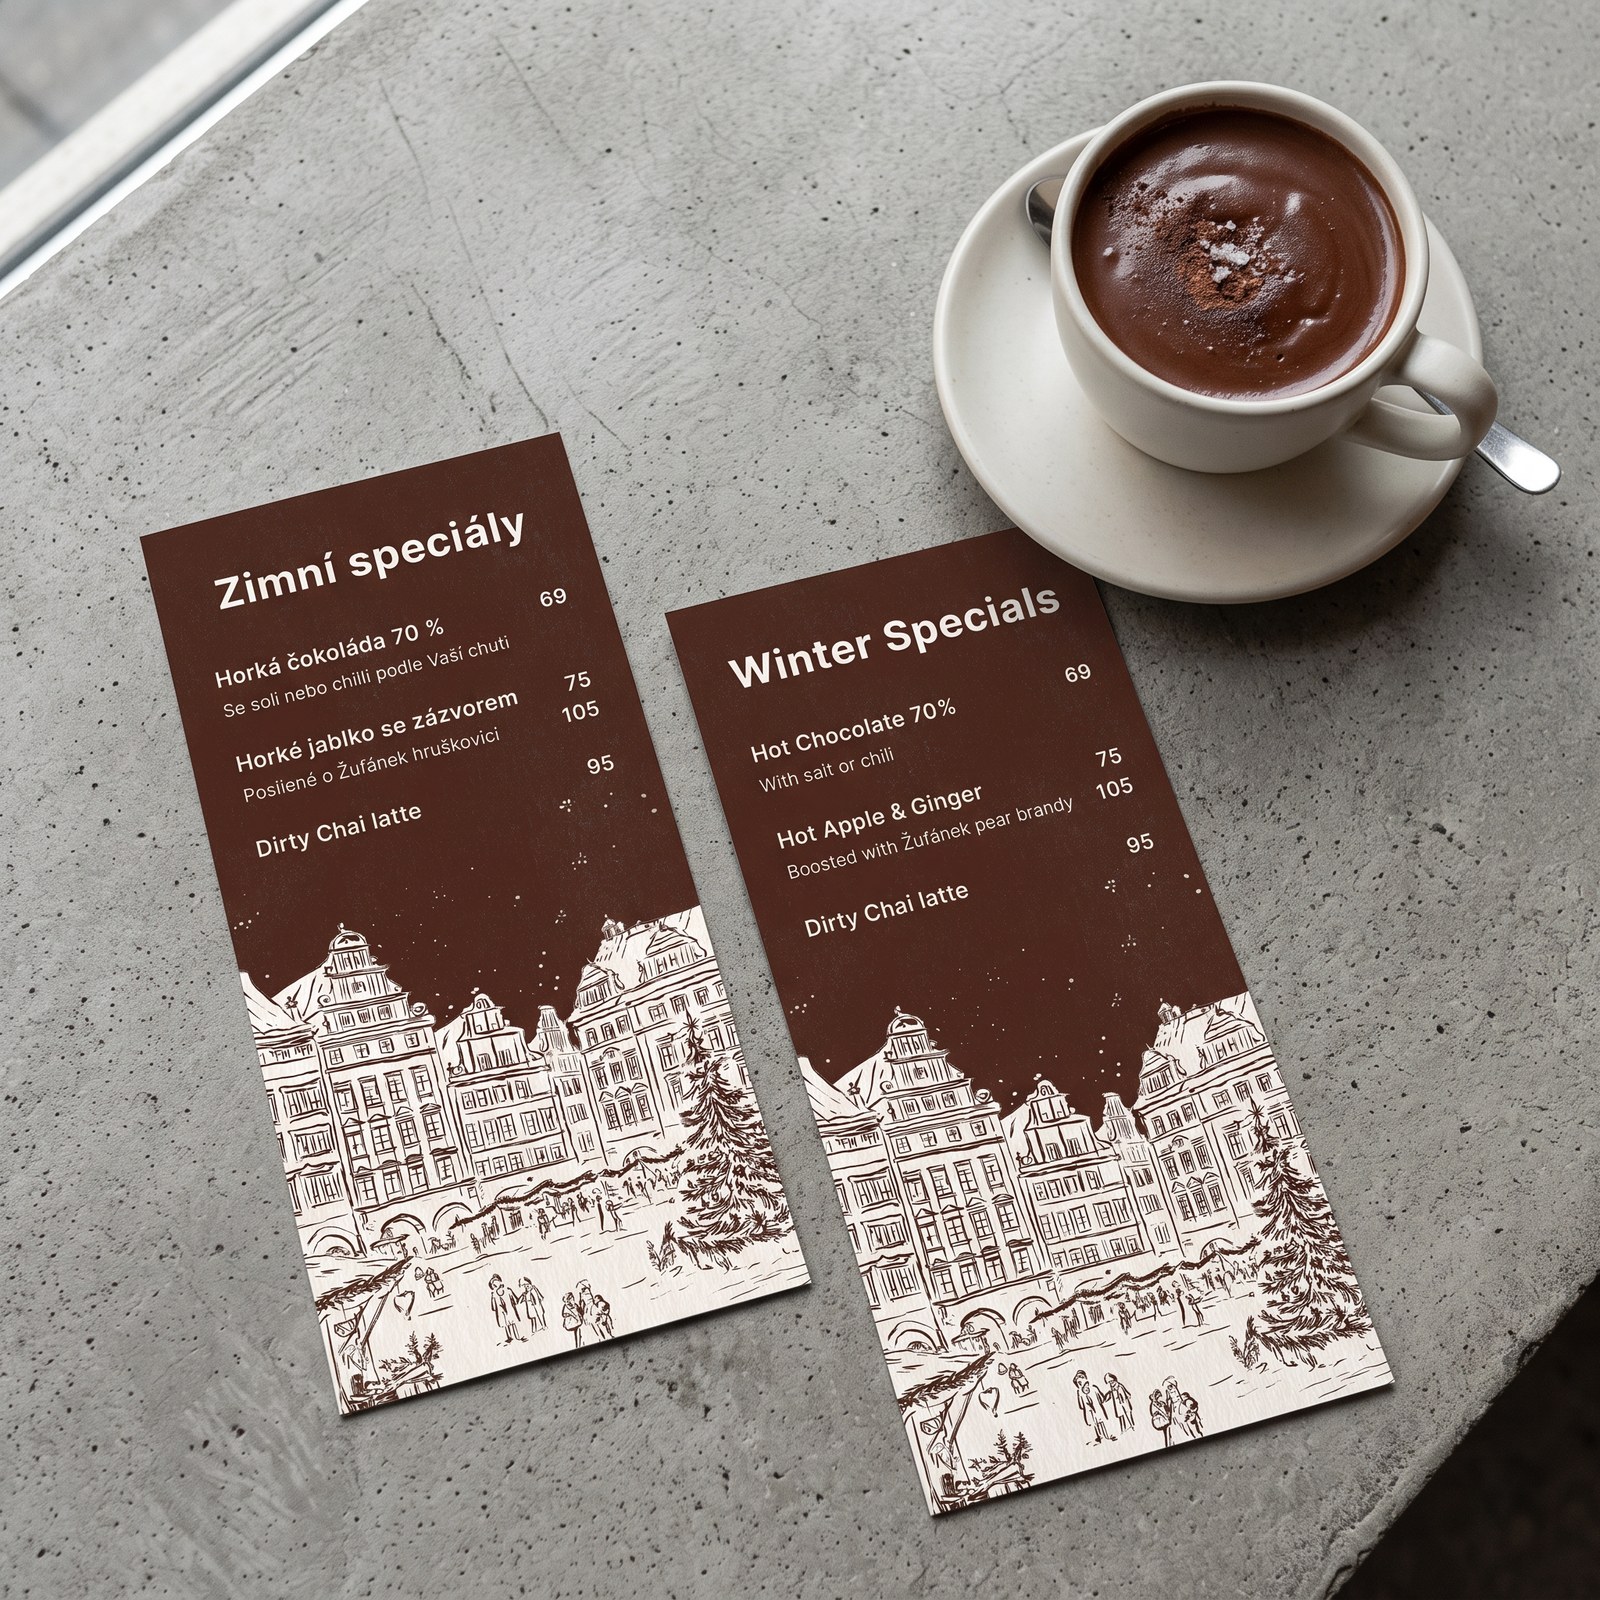 Zimní speciály
Horká čokoláda 70 % 69
Se soli nebo chilli podle Vaší chuti
Horké jablko se zázvorem 75
Posiiené o Žufánek hruškovici 105
Dirty Chai latte 95
Winter Specials
Hot Chocolate 70% 69
With sait or chili
Hot Apple & Ginger 75
Boosted with Žufánek pear brandy 105
Dirty Chai latte 95